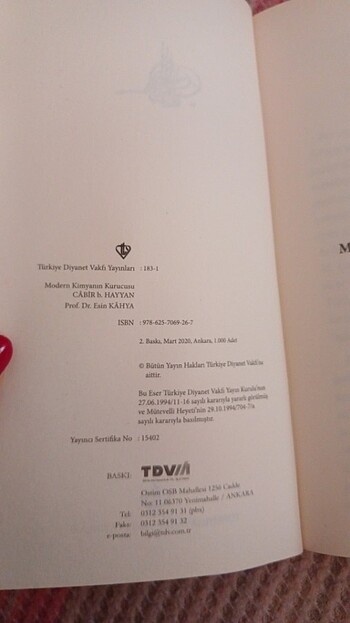 Türkiye Diyanet Vakfı Yayınları : 183-1
Modern Kimyanın Kurucusu
CÂBİR b. HAYYAN
Prof. Dr. Esin KÂHYA
ISBN : 978-625-7069-26-7
2. Baskı, Mart 2020, Ankara, 1.000 Adet
© Bütün Yayın Hakları Türkiye Diyanet Vakfı'na
aittir.
Bu Eser Türkiye Diyanet Vakfı Yayın Kurulu'nun
27.06.1994/11-16 sayılı kararıyla yararlı görülmüş
ve Mütevelli Heyeti'nin 29.10.1994/704-7/a
sayılı kararıyla basılmıştır.
Yayıncı Sertifika No : 15402
BASKI: TDV
Ostim OSB Mahallesi 1256 Cadde
No: 11 06370 Yenimahalle / ANKARA
Tel: 0312 354 91 31 (pbx)
Faks: 0312 354 91 32
e-posta: bilgi@tdv.com.tr
M